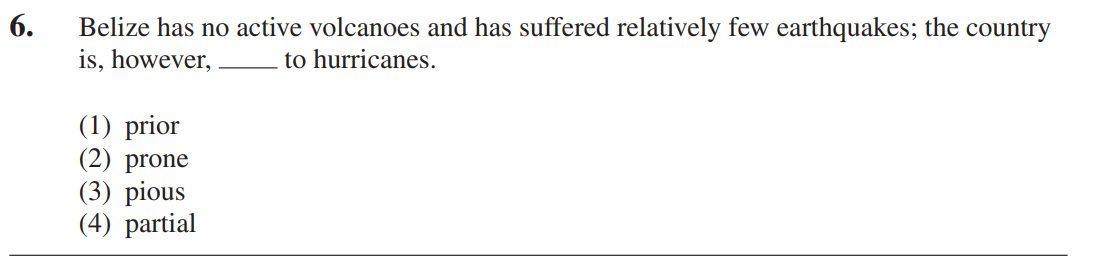 6. Belize has no active volcanoes and has suffered relatively few earthquakes; the country
is, however, _____ to hurricanes.
(1) prior
(2) prone
(3) pious
(4) partial